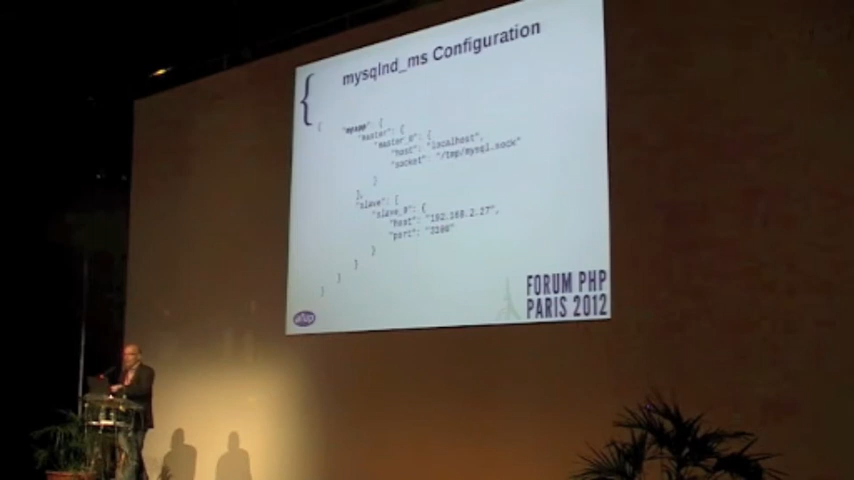 mysqlnd_ms Configuration
{
{ "myapp": {
"master": {
"master_0": {
"host": "localhost",
"socket": "/tmp/mysql.sock"
}
},
"slave": {
"slave_0": {
"host": "192.168.2.27",
"port": "3306"
}
}
}
}
FORUM PHP
PARIS 2012
afup